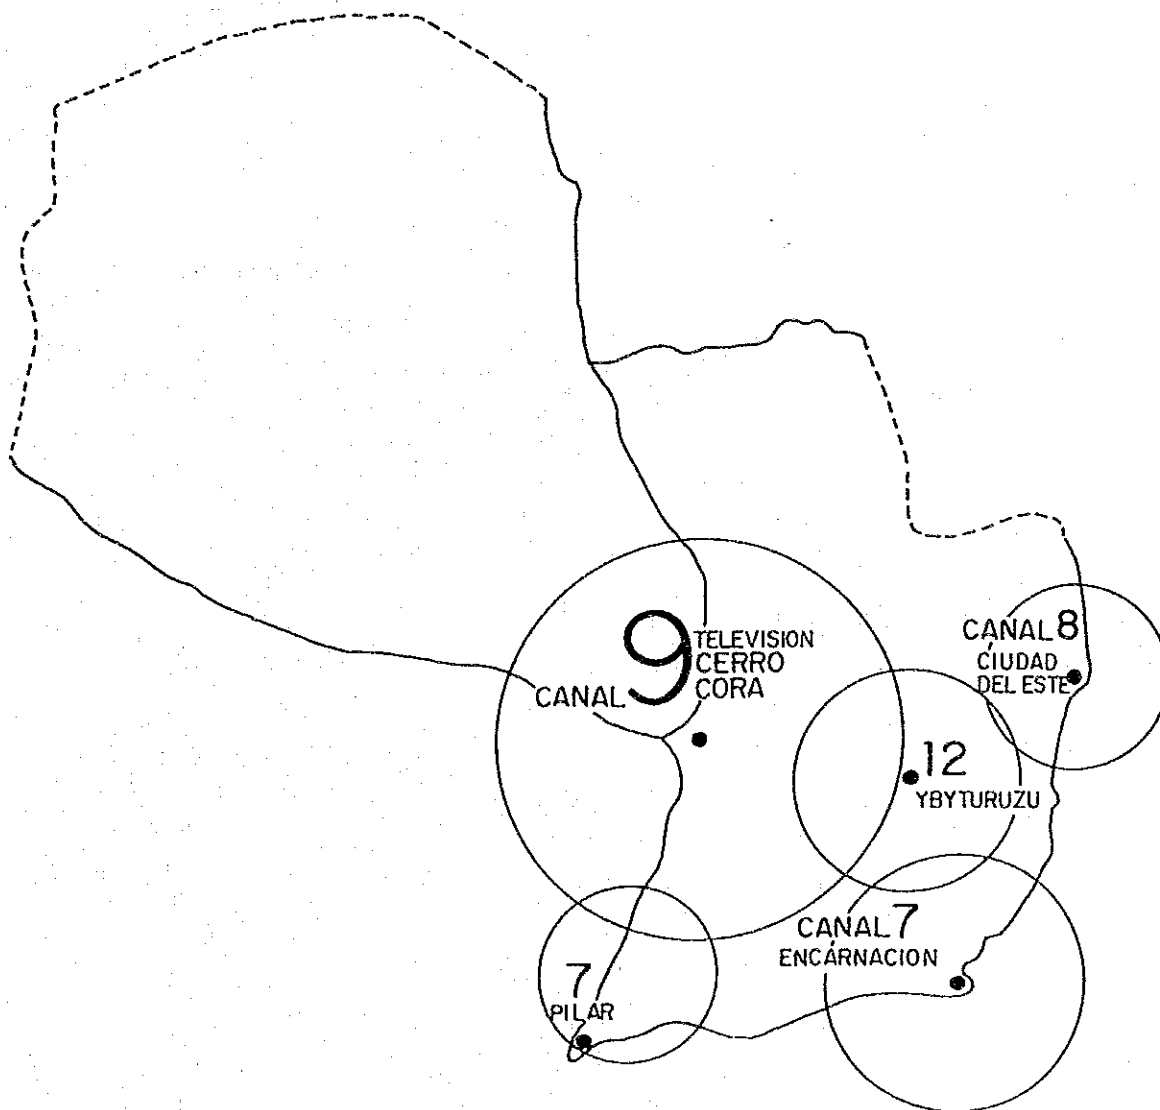 CANAL 9 TELEVISION
CERRO
CORA
CANAL 8
CIUDAD
DEL ESTE
12
YBYTURUZU
CANAL 7
ENCARNACION
7
PILAR